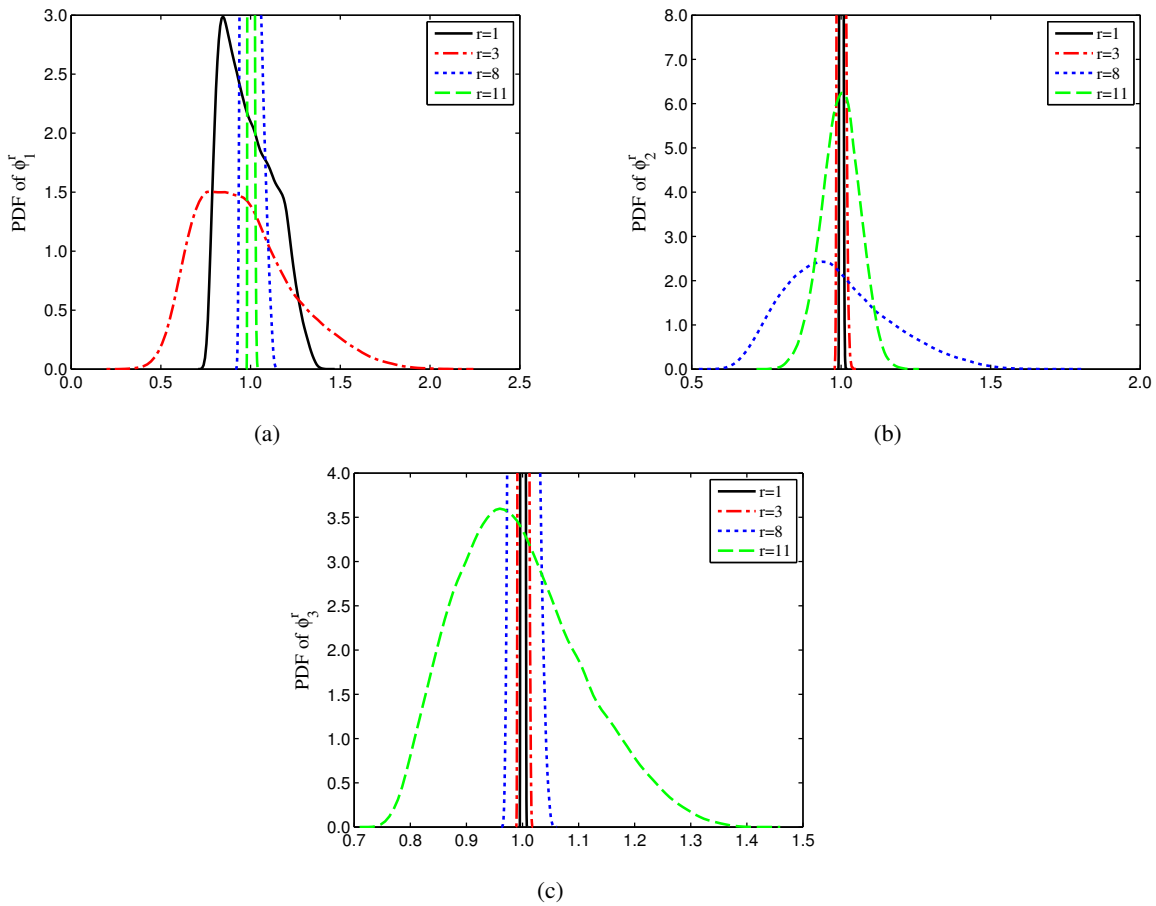 3.0
2.5
2.0
1.5
1.0
0.5
0.0
PDF of ϕ₁ʳ
0.0 0.5 1.0 1.5 2.0 2.5
r=1
r=3
r=8
r=11
(a)
8.0
7.0
6.0
5.0
4.0
3.0
2.0
1.0
0.0
PDF of ϕ₂ʳ
0.5 1.0 1.5 2.0
r=1
r=3
r=8
r=11
(b)
4.0
3.5
3.0
2.5
2.0
1.5
1.0
0.5
0.0
PDF of ϕ₃ʳ
0.7 0.8 0.9 1.0 1.1 1.2 1.3 1.4 1.5
r=1
r=3
r=8
r=11
(c)